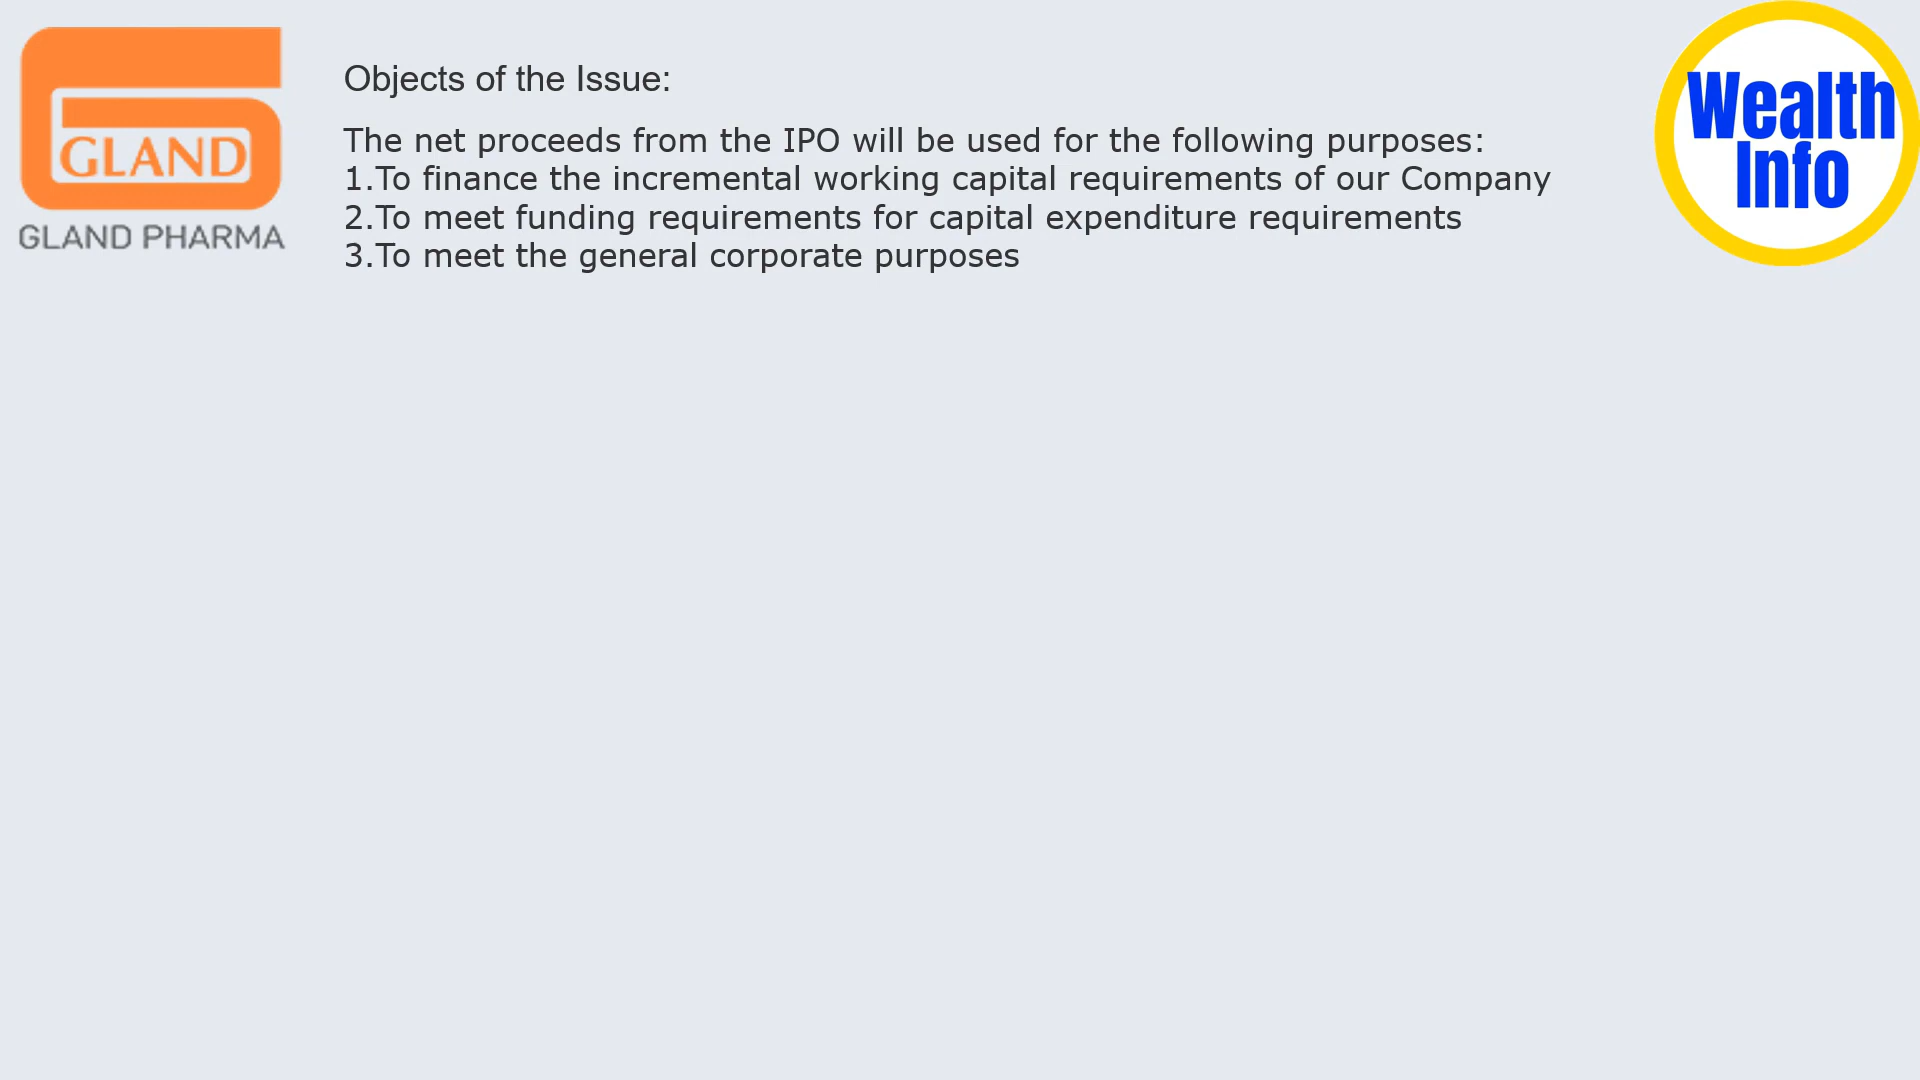 GLAND
GLAND PHARMA
Objects of the Issue:
The net proceeds from the IPO will be used for the following purposes:
1.To finance the incremental working capital requirements of our Company
2.To meet funding requirements for capital expenditure requirements
3.To meet the general corporate purposes
Wealth
Info